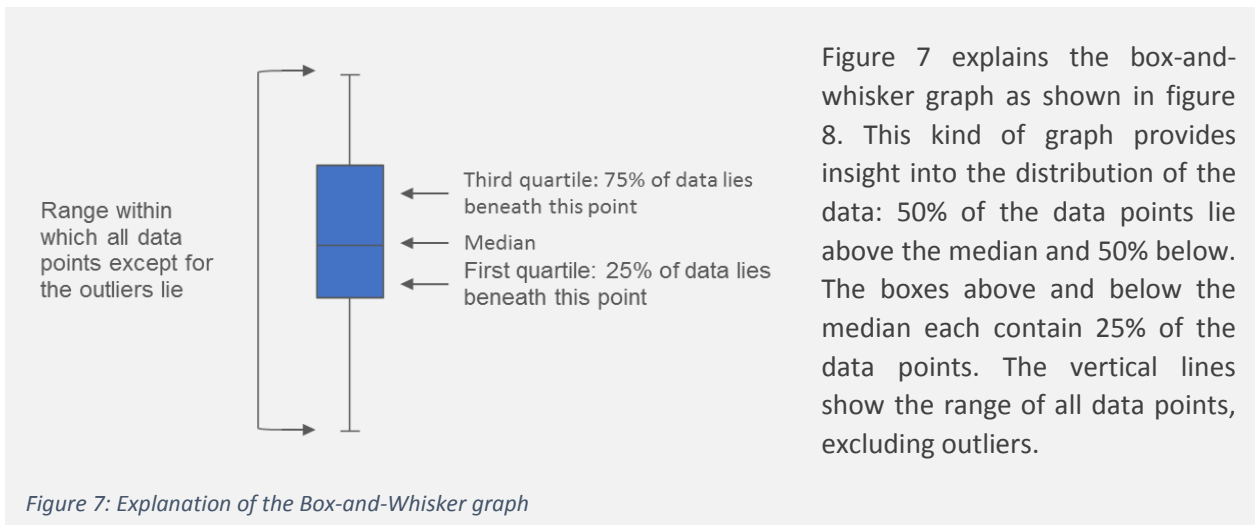 Range within
which all data
points except for
the outliers lie
Third quartile: 75% of data lies
beneath this point
Median
First quartile: 25% of data lies
beneath this point
Figure 7 explains the box-and-
whisker graph as shown in figure
8. This kind of graph provides
insight into the distribution of the
data: 50% of the data points lie
above the median and 50% below.
The boxes above and below the
median each contain 25% of the
data points. The vertical lines
show the range of all data points,
excluding outliers.
Figure 7: Explanation of the Box-and-Whisker graph